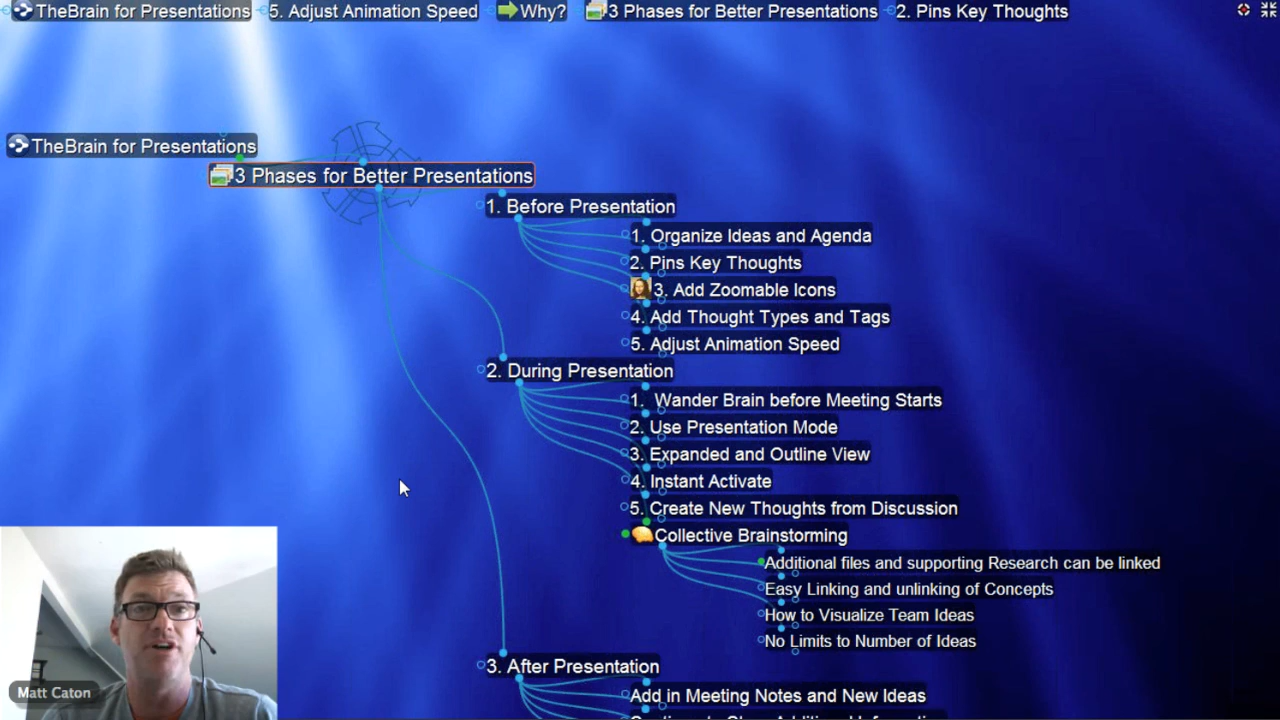 TheBrain for Presentations 5. Adjust Animation Speed Why? 3 Phases for Better Presentations 2. Pins Key Thoughts
TheBrain for Presentations
3 Phases for Better Presentations
1. Before Presentation
1. Organize Ideas and Agenda
2. Pins Key Thoughts
3. Add Zoomable Icons
4. Add Thought Types and Tags
5. Adjust Animation Speed
2. During Presentation
1. Wander Brain before Meeting Starts
2. Use Presentation Mode
3. Expanded and Outline View
4. Instant Activate
5. Create New Thoughts from Discussion
Collective Brainstorming
Additional files and supporting Research can be linked
Easy Linking and unlinking of Concepts
How to Visualize Team Ideas
No Limits to Number of Ideas
3. After Presentation
Add in Meeting Notes and New Ideas
Matt Caton